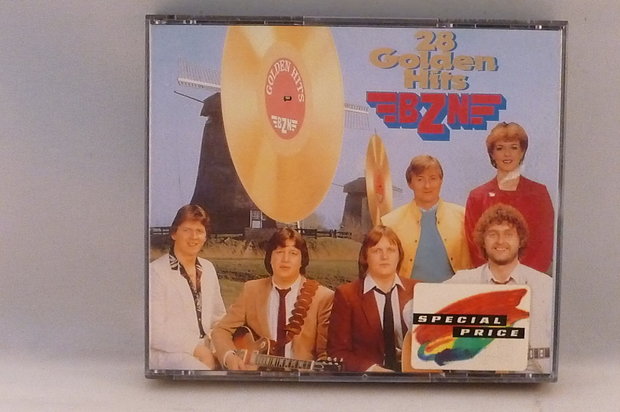 28
Golden
Hits
BZN
GOLDEN HITS
BZN
SPECIAL
PRICE